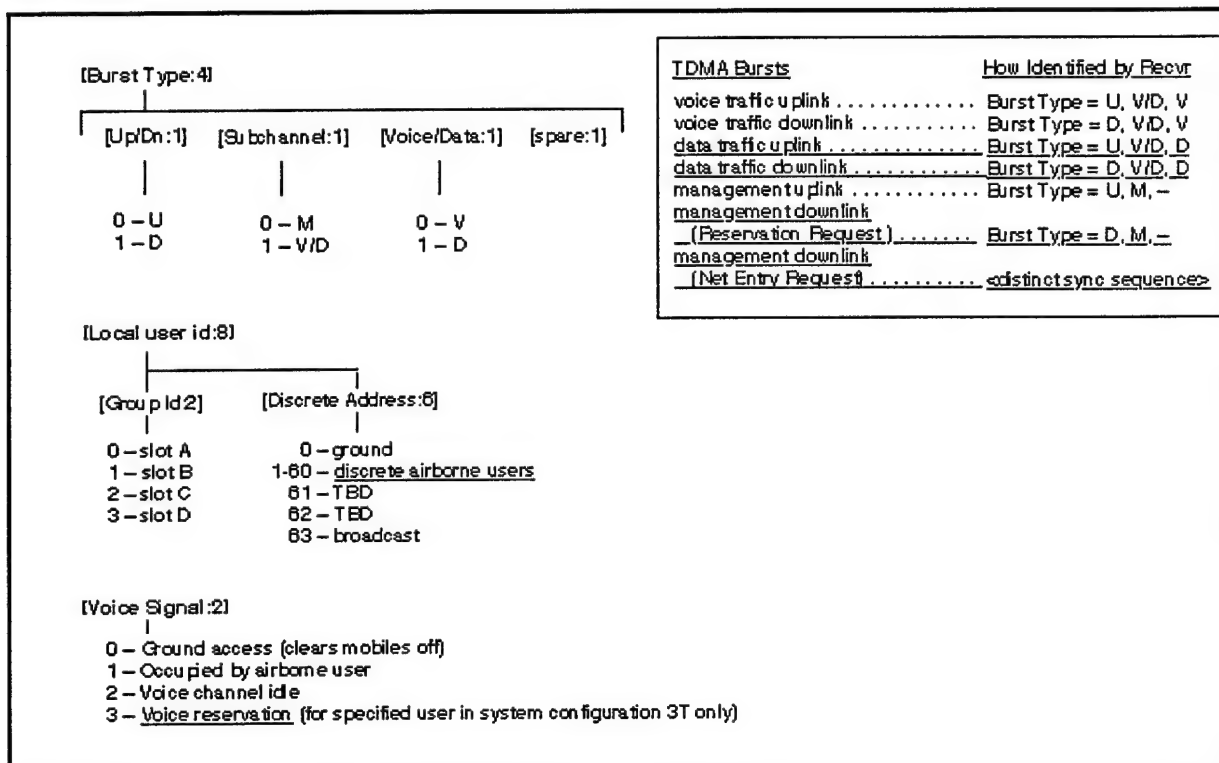 [Burst Type:4]
[Up/Dn:1] [Subchannel:1] [Voice/Data:1] [spare:1]
0 – U 0 – M 0 – V
1 – D 1 – V/D 1 – D
TDMA Bursts How Identified by Recvr
voice traffic uplink . . . . . . . . . . . . . Burst Type = U, V/D, V
voice traffic downlink . . . . . . . . . . . Burst Type = D, V/D, V
data traffic uplink . . . . . . . . . . . . . . Burst Type = U, V/D, D
data traffic downlink . . . . . . . . . . . . Burst Type = D, V/D, D
management uplink . . . . . . . . . . . . Burst Type = U, M, –
management downlink
(Reservation Request) . . . . . . . Burst Type = D, M, –
management downlink
(Net Entry Request) . . . . . . . . . . <distinct sync sequence>
[Local user id:8]
[Group Id:2] [Discrete Address:6]
0 – slot A 0 – ground
1 – slot B 1-60 – discrete airborne users
2 – slot C 61 – TBD
3 – slot D 62 – TBD
63 – broadcast
[Voice Signal:2]
0 – Ground access (clears mobiles off)
1 – Occupied by airborne user
2 – Voice channel idle
3 – Voice reservation (for specified user in system configuration 3T only)